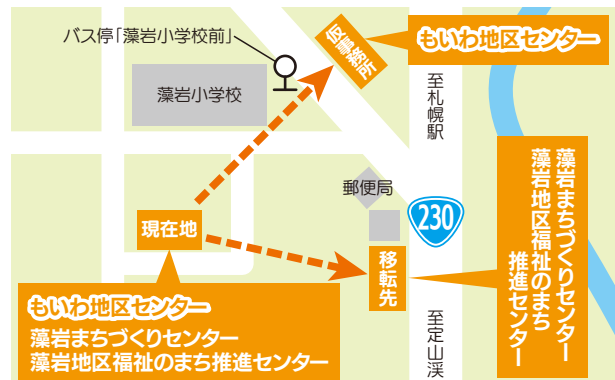 バス停「藻岩小学校前」
仮事務所
もいわ地区センター
藻岩小学校
至札幌駅
郵便局
230
現在地
移転先
藻岩まちづくりセンター
藻岩地区福祉のまち
推進センター
もいわ地区センター
藻岩まちづくりセンター
藻岩地区福祉のまち推進センター
至定山渓